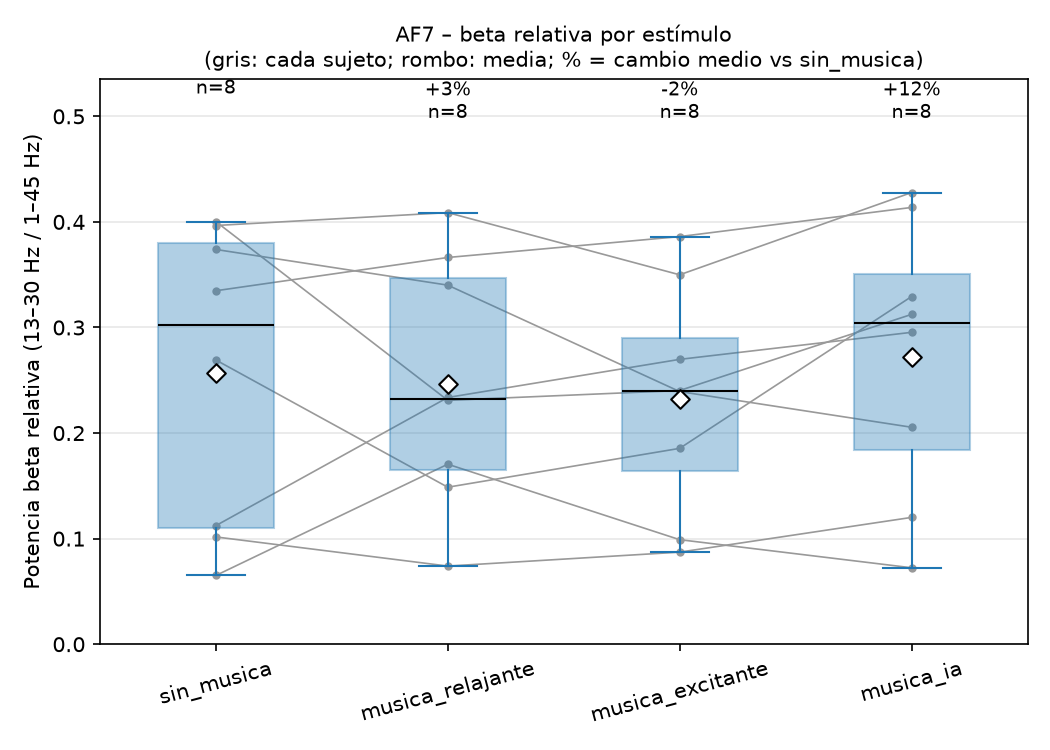 AF7 – beta relativa por estímulo
(gris: cada sujeto; rombo: media; % = cambio medio vs sin_musica)
n=8
+3%
n=8
-2%
n=8
+12%
n=8
Potencia beta relativa (13–30 Hz / 1–45 Hz)
0.5
0.4
0.3
0.2
0.1
0.0
sin_musica
musica_relajante
musica_excitante
musica_ia